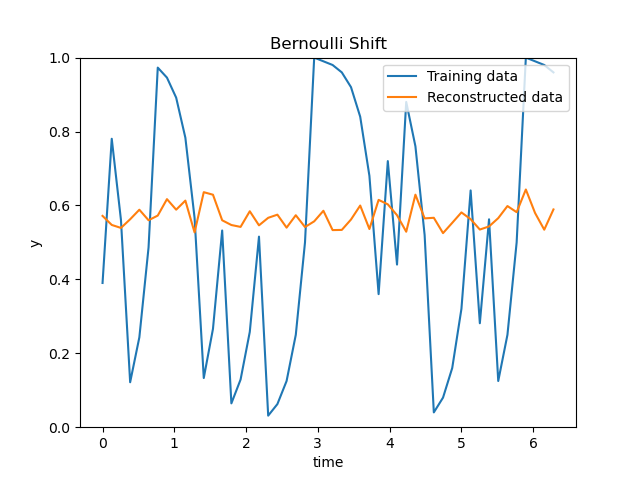 Bernoulli Shift
Training data
Reconstructed data
1.0
0.8
0.6
0.4
0.2
0.0
y
0 1 2 3 4 5 6
time